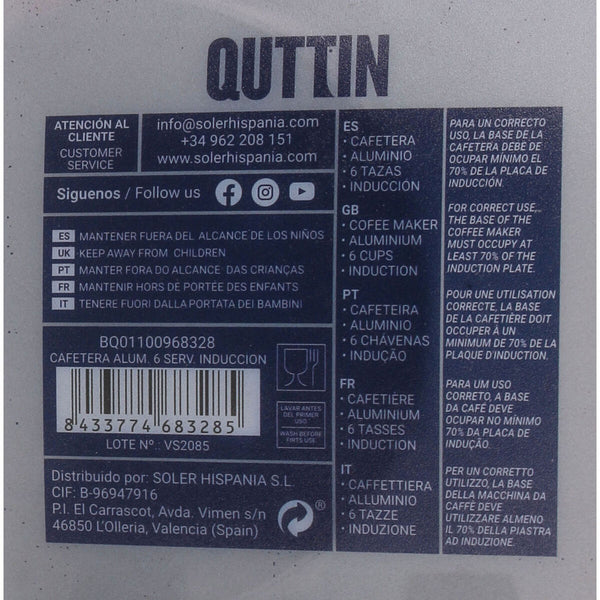 QUTTIN
ATENCIÓN AL
CLIENTE
CUSTOMER
SERVICE
info@solerhispania.com
+34 962 208 151
www.solerhispania.com
Siguenos / Follow us
ES MANTENER FUERA DEL ALCANCE DE LOS NIÑOS
UK KEEP AWAY FROM CHILDREN
PT MANTER FORA DO ALCANCE DAS CRIANÇAS
FR MANTENIR HORS DE PORTÉE DES ENFANTS
IT TENERE FUORI DALLA PORTATA DEI BAMBINI
BQ01100968328
CAFETERA ALUM. 6 SERV. INDUCCION
8 433774 683285
LOTE Nº.: VS2085
LAVAR ANTES
DEL PRIMER
USO
WASH BEFORE
FIRTS USE
Distribuido por: SOLER HISPANIA S.L.
CIF: B-96947916
P.I. El Carrascot, Avda. Vimen s/n
46850 L'Olleria, Valencia (Spain)
®
ES
· CAFETERA
· ALUMINIO
· 6 TAZAS
· INDUCCIÓN
GB
· COFEE MAKER
· ALUMINIUM
· 6 CUPS
· INDUCTION
PT
· CAFETEIRA
· ALUMINIO
· 6 CHÁVENAS
· INDUÇÃO
FR
· CAFETIÈRE
· ALUMINIUM
· 6 TASSES
· INDUCTION
IT
· CAFFETTIERA
· ALUMINIO
· 6 TAZZE
· INDUZIONE
PARA UN CORRECTO
USO, LA BASE DE LA
CAFETERA DEBE DE
OCUPAR MÍNIMO EL
70% DE LA PLACA DE
INDUCCIÓN.
FOR CORRECT USE,
THE BASE OF THE
COFFEE MAKER
MUST OCCUPY AT
LEAST 70% OF THE
INDUCTION PLATE.
POUR UNE UTILISATION
CORRECTE, LA BASE
DE LA CAFETIÈRE DOIT
OCCUPER À UN
MINIMUM DE 70% DE LA
PLAQUE D'INDUCTION.
PARA UM USO
CORRETO, A BASE
DA CAFÉ DEVE
OCUPAR NO MÍNIMO
70% DA PLACA DE
INDUÇÃO.
PER UN CORRETTO
UTILIZZO, LA BASE
DELLA MACCHINA DA
CAFFÈ DEVE
UTILIZZARE ALMENO
IL 70% DELLA PIASTRA
AD INDUZIONE.